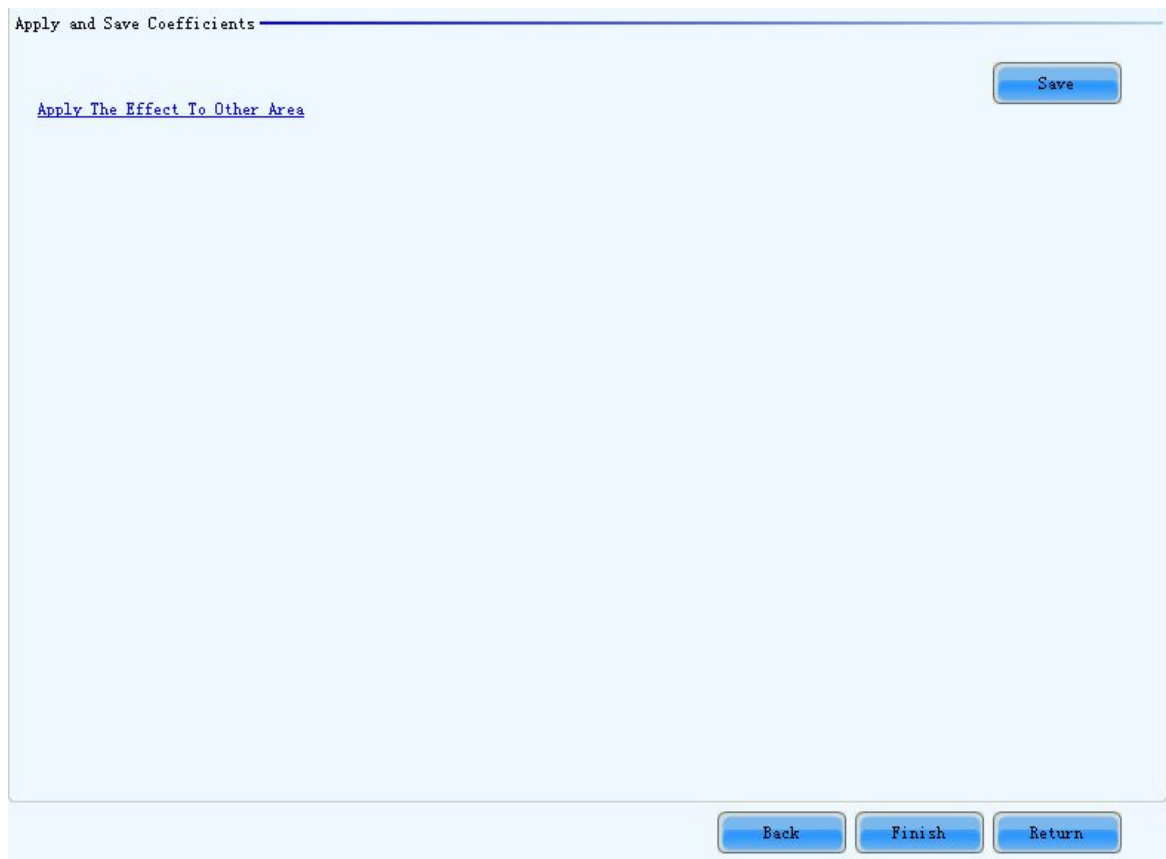 Apply and Save Coefficients
Save
Apply The Effect To Other Area
Back Finish Return